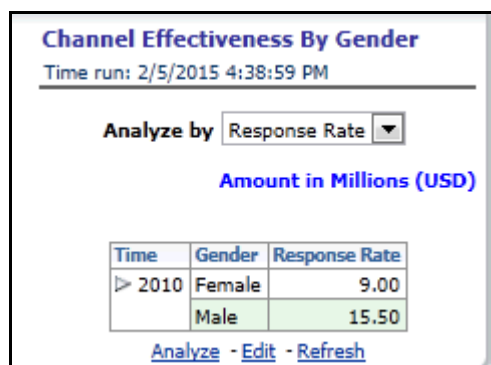 Channel Effectiveness By Gender
Time run: 2/5/2015 4:38:59 PM
Analyze by Response Rate
Amount in Millions (USD)
Time Gender Response Rate
2010 Female 9.00
Male 15.50
Analyze - Edit - Refresh